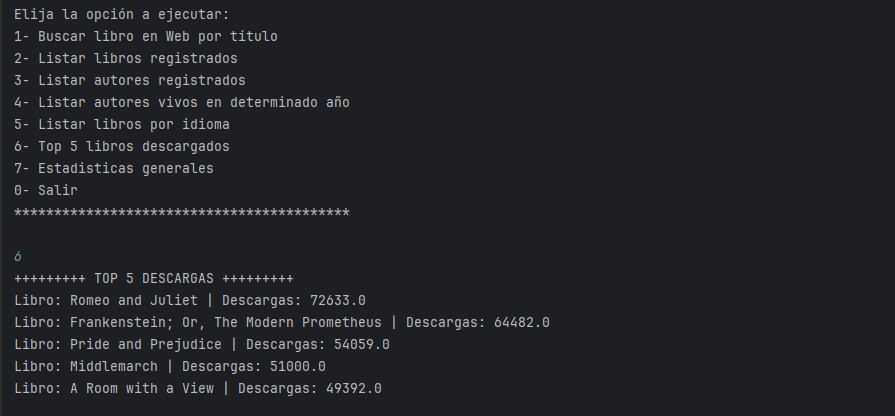 Elija la opción a ejecutar:
1- Buscar libro en Web por título
2- Listar libros registrados
3- Listar autores registrados
4- Listar autores vivos en determinado año
5- Listar libros por idioma
6- Top 5 libros descargados
7- Estadisticas generales
0- Salir
******************************************
6
+++++++++ TOP 5 DESCARGAS +++++++++
Libro: Romeo and Juliet | Descargas: 72633.0
Libro: Frankenstein; Or, The Modern Prometheus | Descargas: 64482.0
Libro: Pride and Prejudice | Descargas: 54059.0
Libro: Middlemarch | Descargas: 51000.0
Libro: A Room with a View | Descargas: 49392.0